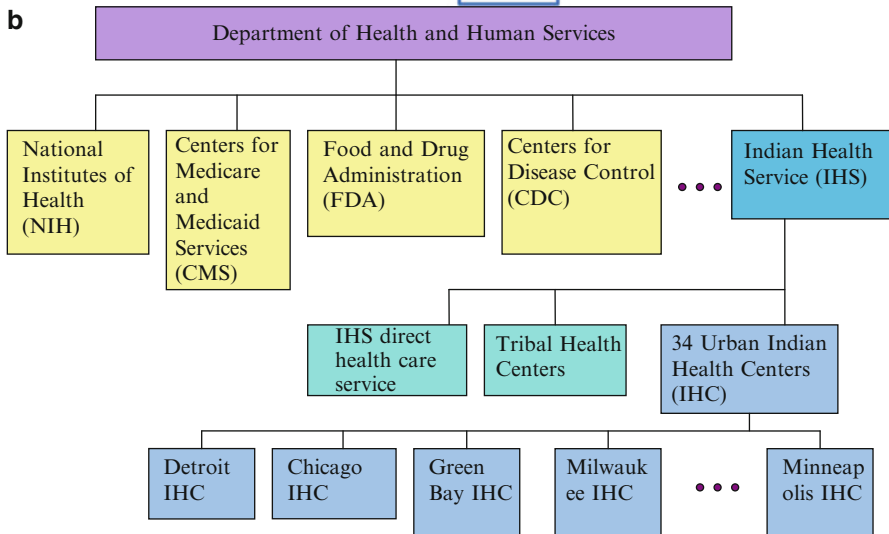 b
Department of Health and Human Services
National
Institutes of
Health
(NIH)
Centers for
Medicare
and
Medicaid
Services
(CMS)
Food and Drug
Administration
(FDA)
Centers for
Disease Control
(CDC)
Indian Health
Service (IHS)
IHS direct
health care
service
Tribal Health
Centers
34 Urban Indian
Health Centers
(IHC)
Detroit
IHC
Chicago
IHC
Green
Bay IHC
Milwauk
ee IHC
Minneap
olis IHC